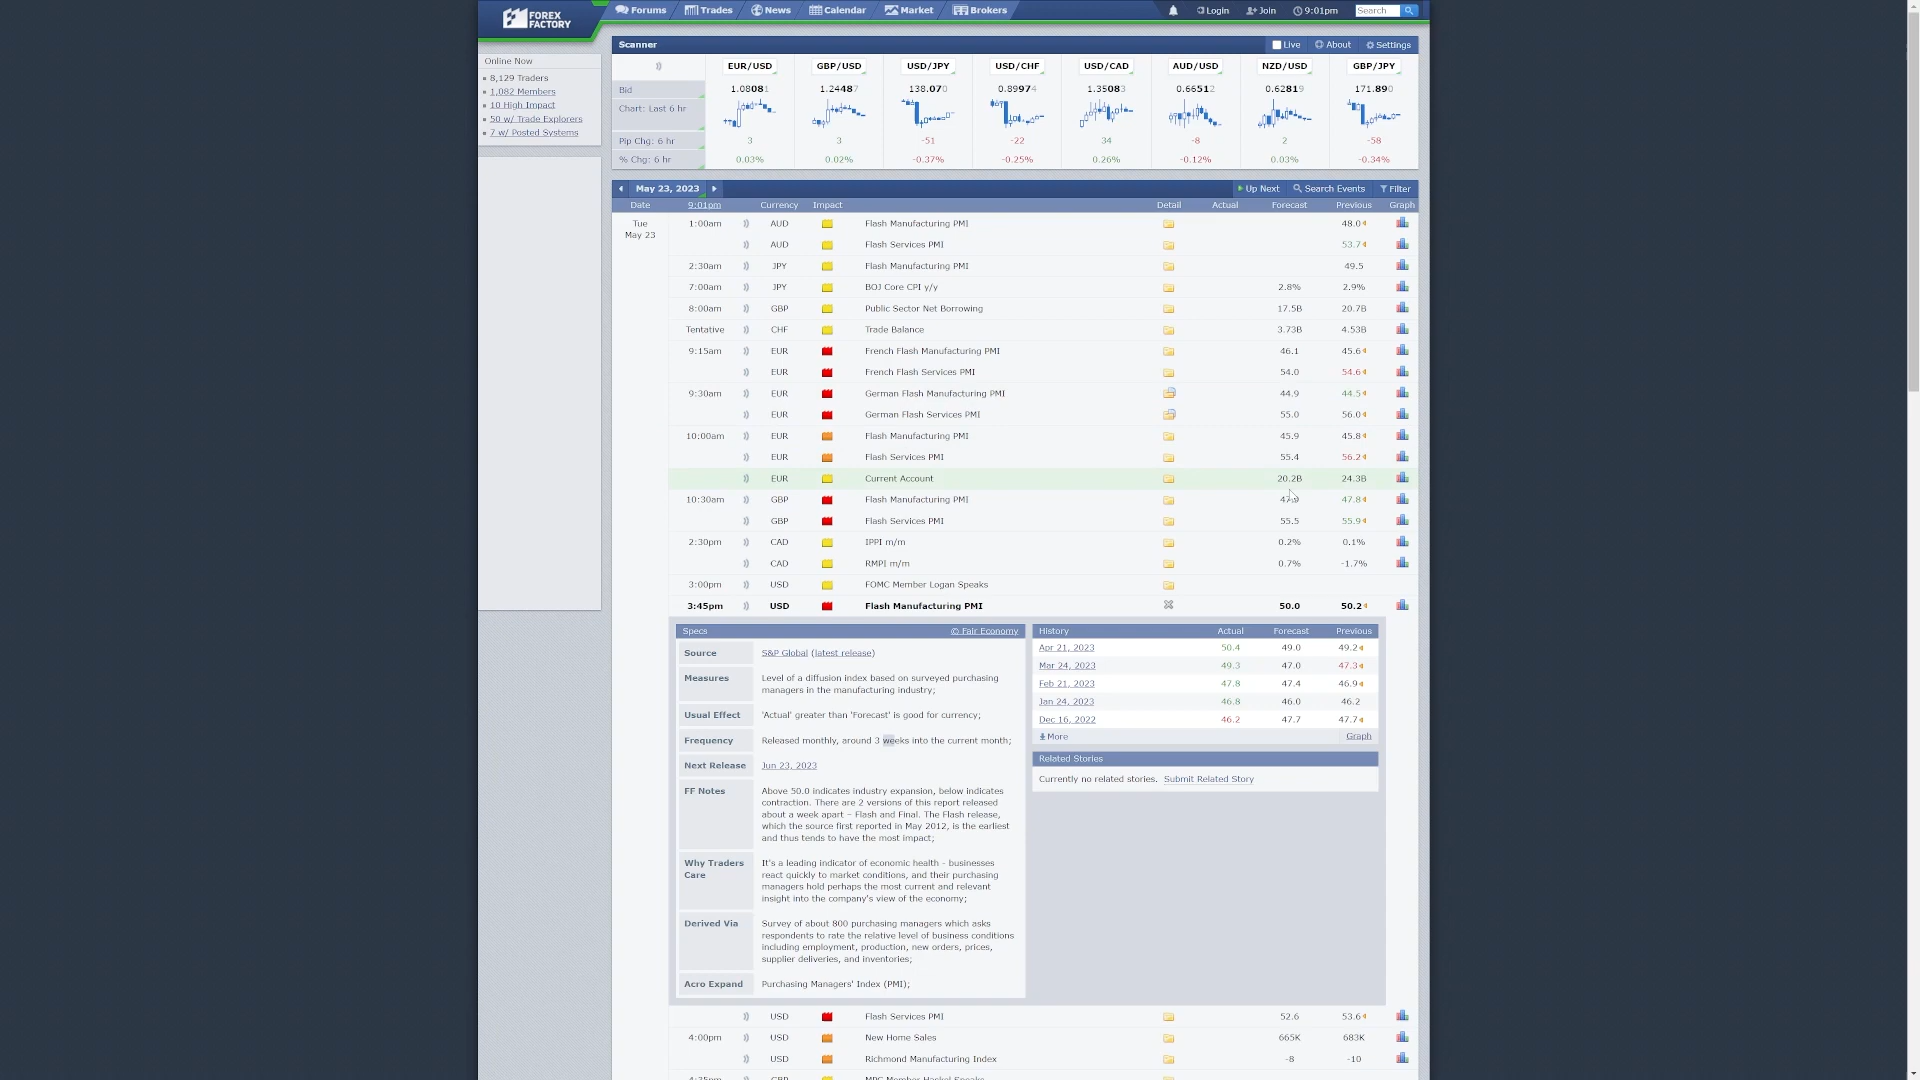 FOREX FACTORY
Forums Trades News Calendar Market Brokers
Login Join 9:01pm Search
Online Now
8,129 Traders
1,082 Members
10 High Impact
50 w/ Trade Explorers
7 w/ Posted Systems
Scanner Live About Settings
EUR/USD GBP/USD USD/JPY USD/CHF USD/CAD AUD/USD NZD/USD GBP/JPY
Bid 1.08081 1.24487 138.070 0.89974 1.35083 0.66512 0.62819 171.890
Chart: Last 6 hr
Pip Chg: 6 hr 3 3 -51 -22 34 -8 2 -58
% Chg: 6 hr 0.03% 0.02% -0.37% -0.25% 0.26% -0.12% 0.03% -0.34%
May 23, 2023 Up Next Search Events Filter
Date 9:01pm Currency Impact Detail Actual Forecast Previous Graph
Tue May 23 1:00am AUD Flash Manufacturing PMI 48.0
AUD Flash Services PMI 53.7
2:30am JPY Flash Manufacturing PMI 49.5
7:00am JPY BOJ Core CPI y/y 2.8% 2.9%
8:00am GBP Public Sector Net Borrowing 17.5B 20.7B
Tentative CHF Trade Balance 3.73B 4.53B
9:15am EUR French Flash Manufacturing PMI 46.1 45.6
EUR French Flash Services PMI 54.0 54.6
9:30am EUR German Flash Manufacturing PMI 44.9 44.5
EUR German Flash Services PMI 55.0 56.0
10:00am EUR Flash Manufacturing PMI 45.9 45.8
EUR Flash Services PMI 55.4 56.2
EUR Current Account 20.2B 24.3B
10:30am GBP Flash Manufacturing PMI 47.8
GBP Flash Services PMI 55.5 55.9
2:30pm CAD IPPI m/m 0.2% 0.1%
CAD RMPI m/m 0.7% -1.7%
3:00pm USD FOMC Member Logan Speaks
3:45pm USD Flash Manufacturing PMI 50.0 50.2
Specs © Fair Economy
Source S&P Global (latest release)
Measures Level of a diffusion index based on surveyed purchasing
managers in the manufacturing industry;
Usual Effect 'Actual' greater than 'Forecast' is good for currency;
Frequency Released monthly, around 3 weeks into the current month;
Next Release Jun 23, 2023
FF Notes Above 50.0 indicates industry expansion, below indicates
contraction. There are 2 versions of this report released
about a week apart – Flash and Final. The Flash release,
which the source first reported in May 2012, is the earliest
and thus tends to have the most impact;
Why Traders Care It's a leading indicator of economic health - businesses
react quickly to market conditions, and their purchasing
managers hold perhaps the most current and relevant
insight into the company's view of the economy;
Derived Via Survey of about 800 purchasing managers which asks
respondents to rate the relative level of business conditions
including employment, production, new orders, prices,
supplier deliveries, and inventories;
Acro Expand Purchasing Managers' Index (PMI);
History Actual Forecast Previous
Apr 21, 2023 50.4 49.0 49.2
Mar 24, 2023 49.3 47.0 47.3
Feb 21, 2023 47.8 47.4 46.9
Jan 24, 2023 46.8 46.0 46.2
Dec 16, 2022 46.2 47.7 47.7
More Graph
Related Stories
Currently no related stories. Submit Related Story
USD Flash Services PMI 52.6 53.6
4:00pm USD New Home Sales 665K 683K
USD Richmond Manufacturing Index -8 -10